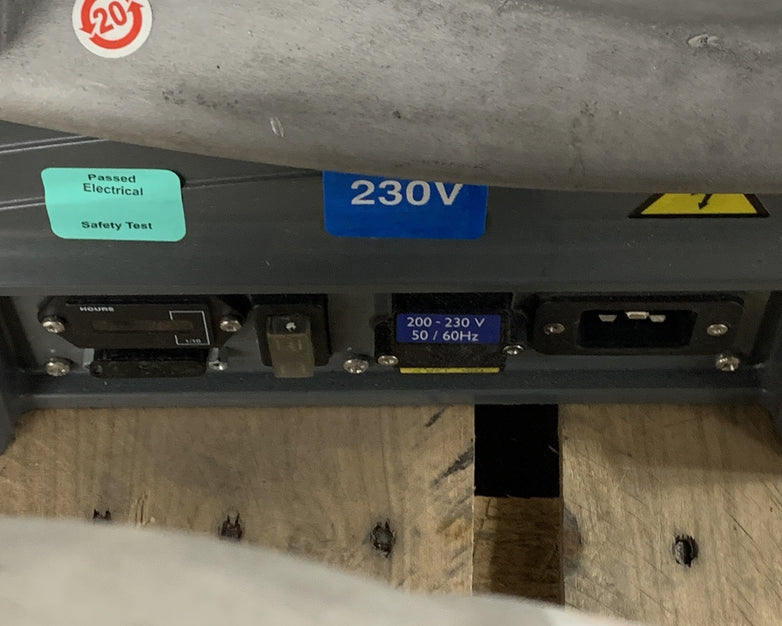 20
Passed
Electrical
Safety Test
230V
HOURS
1/10
200 - 230 V
50 / 60Hz